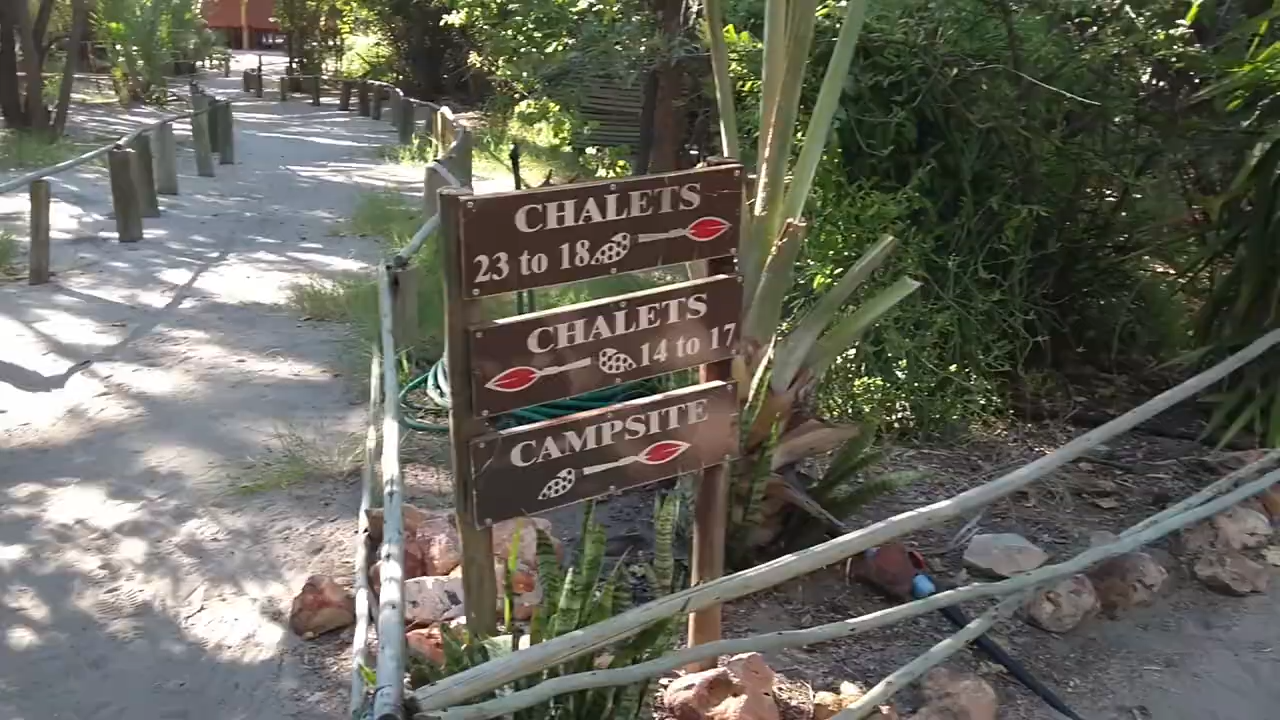 CHALETS
23 to 18
CHALETS
14 to 17
CAMPSITE